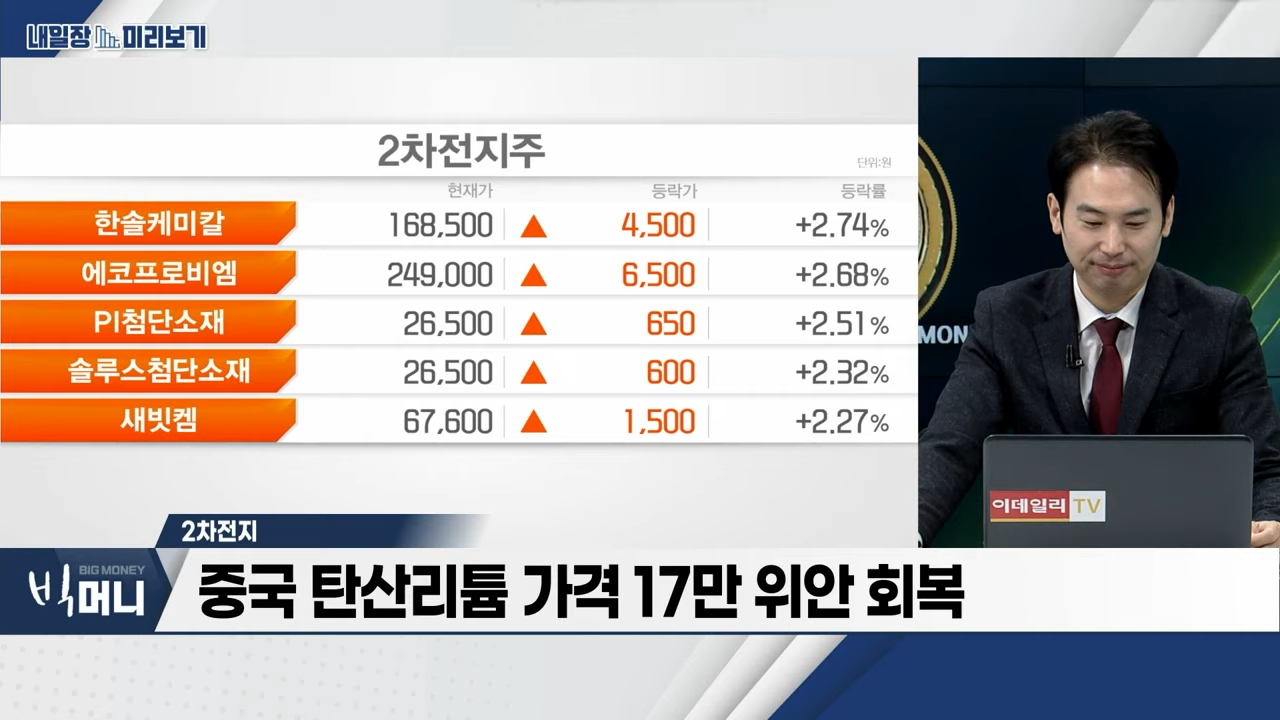 내일장 미리보기
2차전지주
단위:원
현재가 등락가 등락률
한솔케미칼 168,500 ▲ 4,500 +2.74%
에코프로비엠 249,000 ▲ 6,500 +2.68%
PI첨단소재 26,500 ▲ 650 +2.51%
솔루스첨단소재 26,500 ▲ 600 +2.32%
새빗켐 67,600 ▲ 1,500 +2.27%
MON
이데일리 TV
2차전지
BIG MONEY
빅머니
중국 탄산리튬 가격 17만 위안 회복